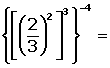 {[(2/3)²]⁻³}⁻⁴ =